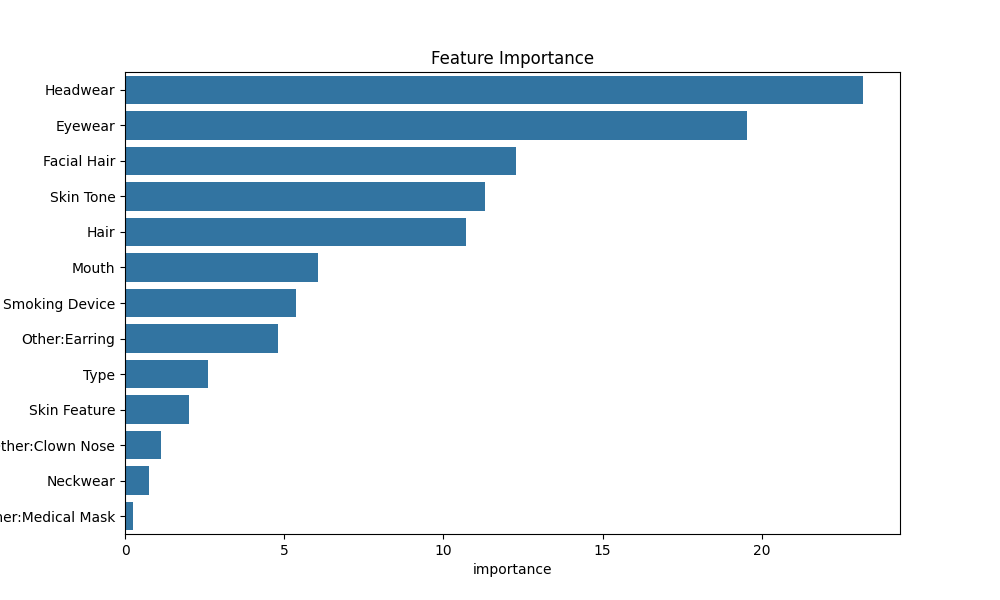 Feature Importance
Headwear
Eyewear
Facial Hair
Skin Tone
Hair
Mouth
Smoking Device
Other:Earring
Type
Skin Feature
ther:Clown Nose
Neckwear
er:Medical Mask
0 5 10 15 20
importance